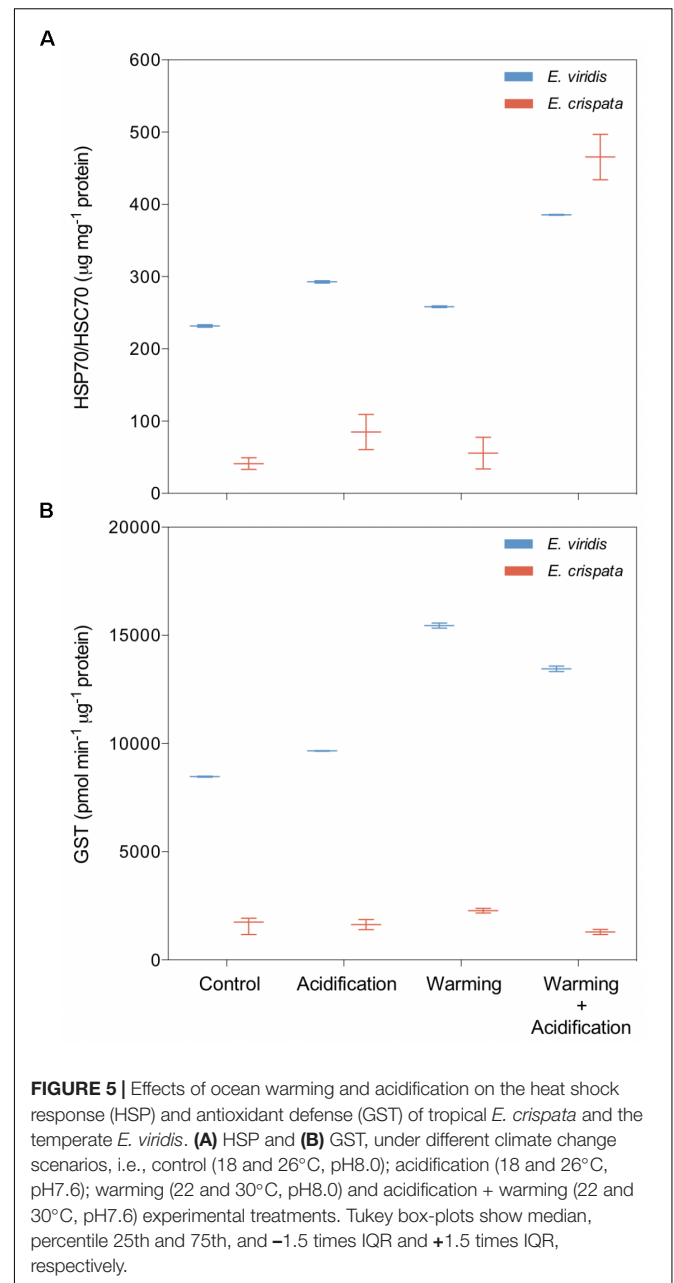 A
600
500
400
300
200
100
0
HSP70/HSC70 (µg mg-1 protein)
E. viridis
E. crispata
B
20000
15000
10000
5000
0
GST (pmol min-1 µg-1 protein)
E. viridis
E. crispata
Control
Acidification
Warming
Warming
+
Acidification
FIGURE 5 | Effects of ocean warming and acidification on the heat shock
response (HSP) and antioxidant defense (GST) of tropical E. crispata and the
temperate E. viridis. (A) HSP and (B) GST, under different climate change
scenarios, i.e., control (18 and 26°C, pH8.0); acidification (18 and 26°C,
pH7.6); warming (22 and 30°C, pH8.0) and acidification + warming (22 and
30°C, pH7.6) experimental treatments. Tukey box-plots show median,
percentile 25th and 75th, and −1.5 times IQR and +1.5 times IQR,
respectively.